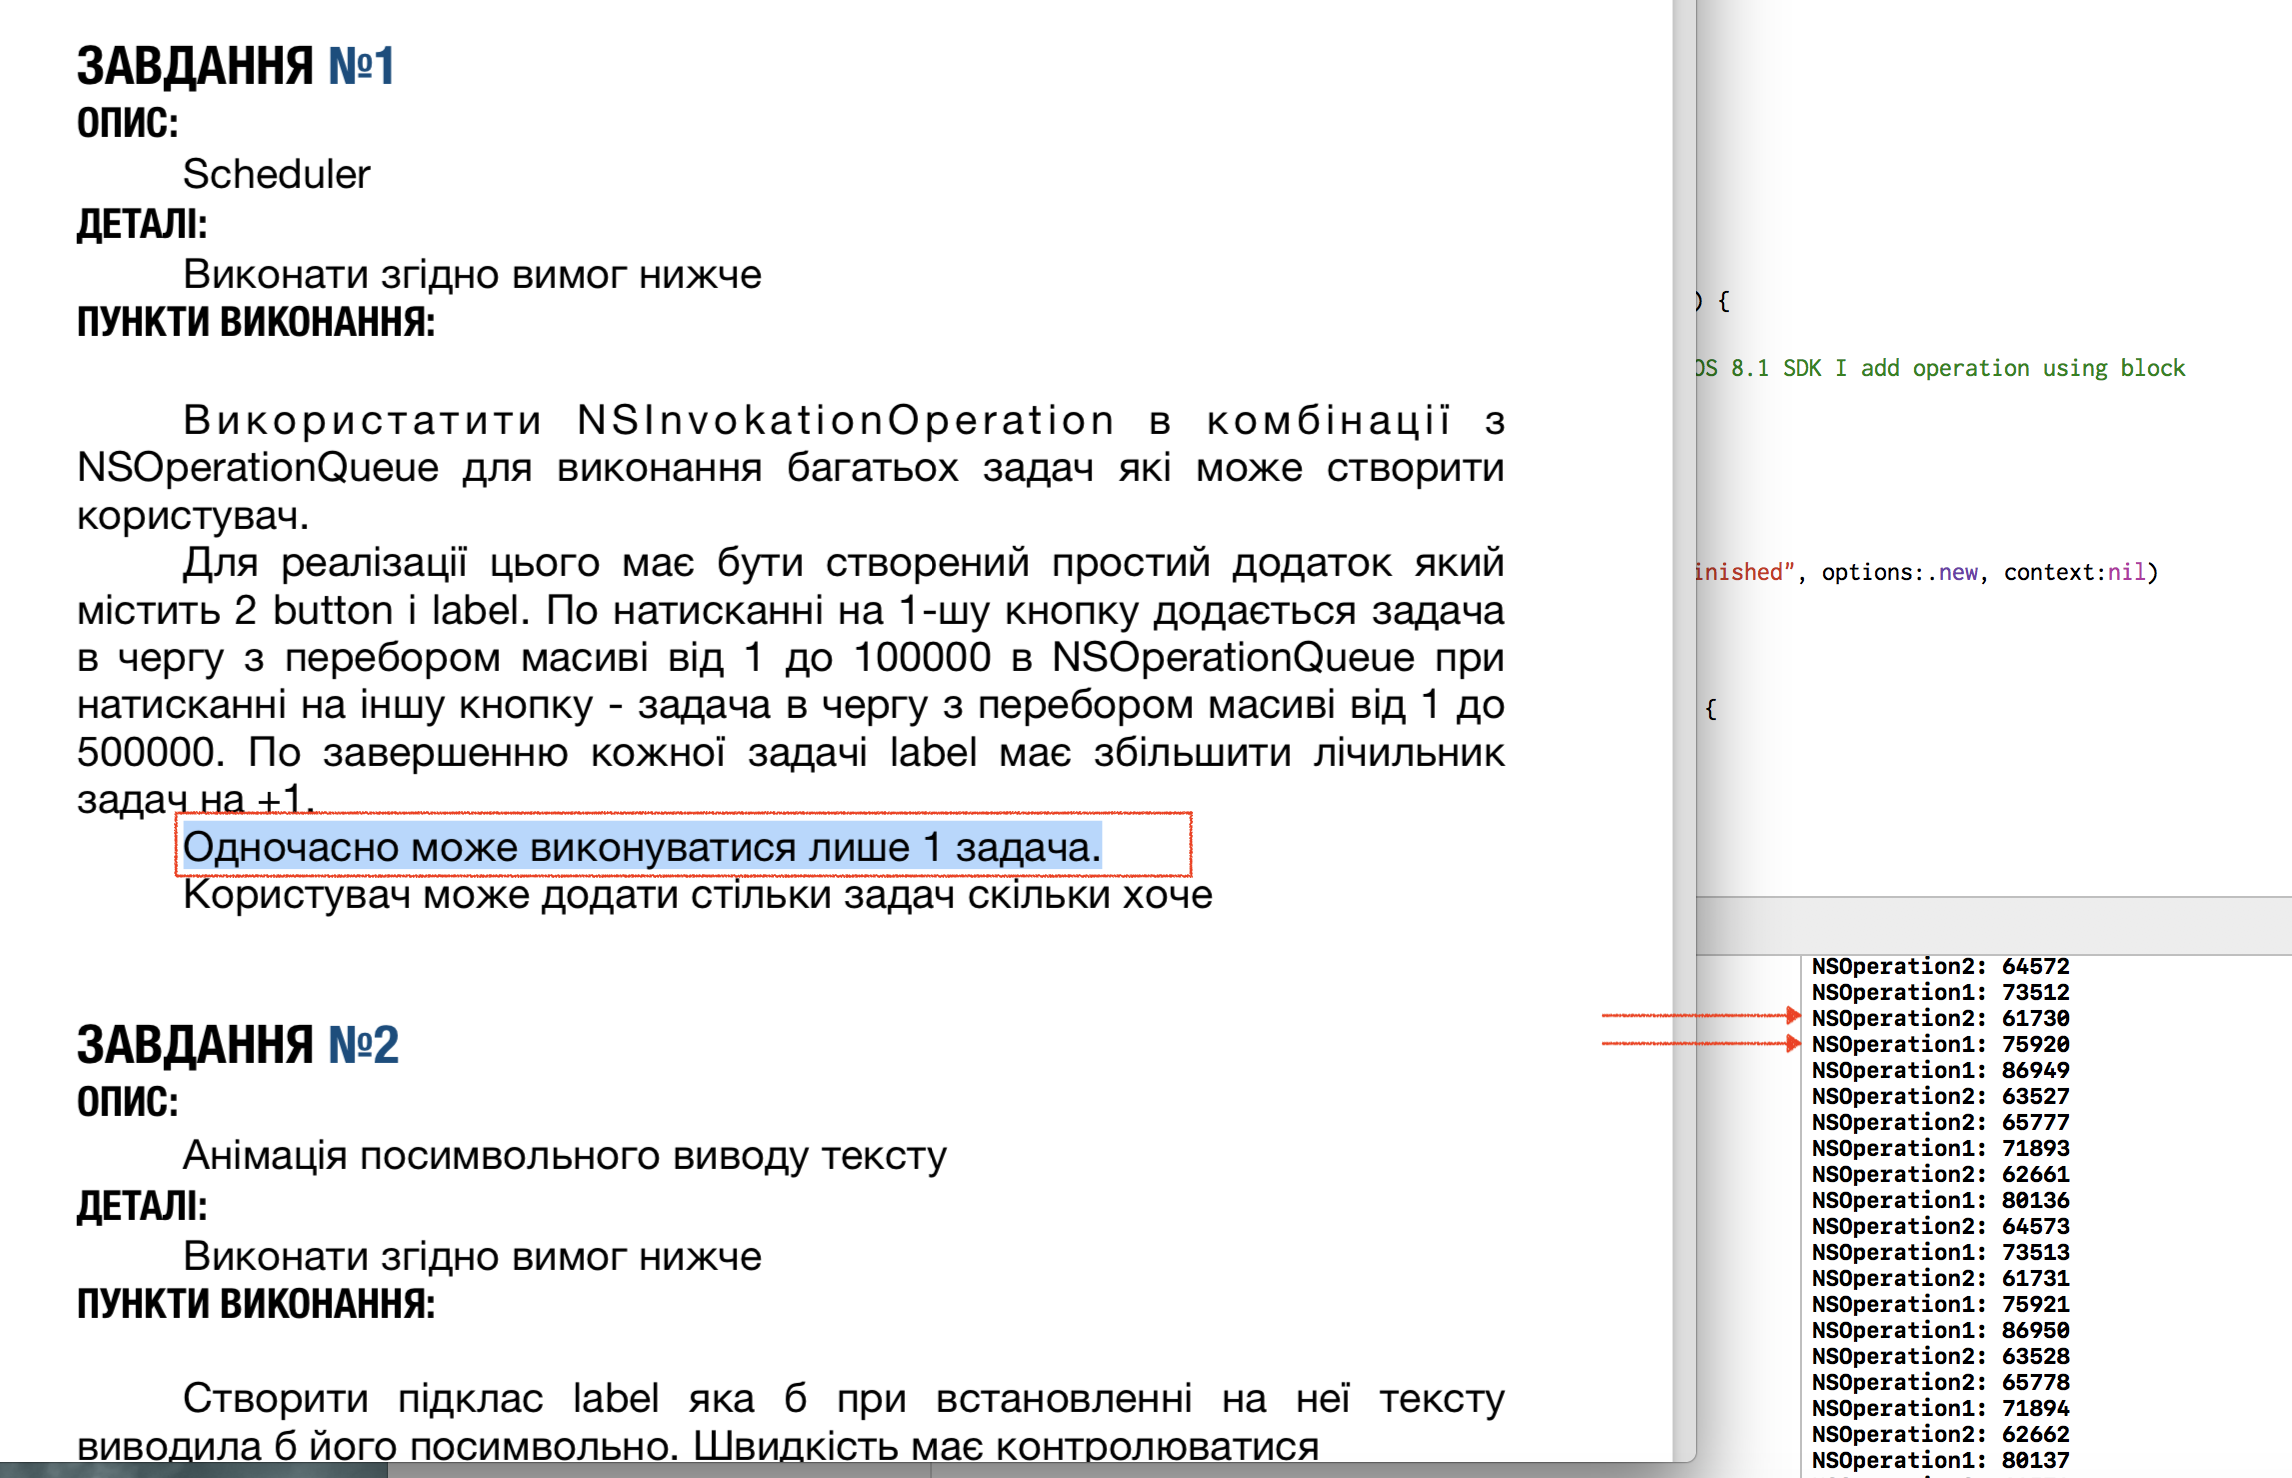 ЗАВДАННЯ №1
ОПИС:
Scheduler
ДЕТАЛІ:
Виконати згідно вимог нижче
ПУНКТИ ВИКОНАННЯ:
Використатити NSInvokationOperation в комбінації з
NSOperationQueue для виконання багатьох задач які може створити
користувач.
Для реалізації цього має бути створений простий додаток який
містить 2 button і label. По натисканні на 1-шу кнопку додається задача
в чергу з перебором масиві від 1 до 100000 в NSOperationQueue при
натисканні на іншу кнопку - задача в чергу з перебором масиві від 1 до
500000. По завершенню кожної задачі label має збільшити лічильник
задач на +1.
Одночасно може виконуватися лише 1 задача.
Користувач може додати стільки задач скільки хоче
ЗАВДАННЯ №2
ОПИС:
Анімація посимвольного виводу тексту
ДЕТАЛІ:
Виконати згідно вимог нижче
ПУНКТИ ВИКОНАННЯ:
Створити підклас label яка б при встановленні на неї тексту
виводила б його посимвольно. Швидкість має контролюватися
) {
OS 8.1 SDK I add operation using block
inished", options:.new, context:nil)
{
NSOperation2: 64572
NSOperation1: 73512
NSOperation2: 61730
NSOperation1: 75920
NSOperation1: 86949
NSOperation2: 63527
NSOperation2: 65777
NSOperation1: 71893
NSOperation2: 62661
NSOperation1: 80136
NSOperation2: 64573
NSOperation1: 73513
NSOperation2: 61731
NSOperation1: 75921
NSOperation1: 86950
NSOperation2: 63528
NSOperation2: 65778
NSOperation1: 71894
NSOperation2: 62662
NSOperation1: 80137